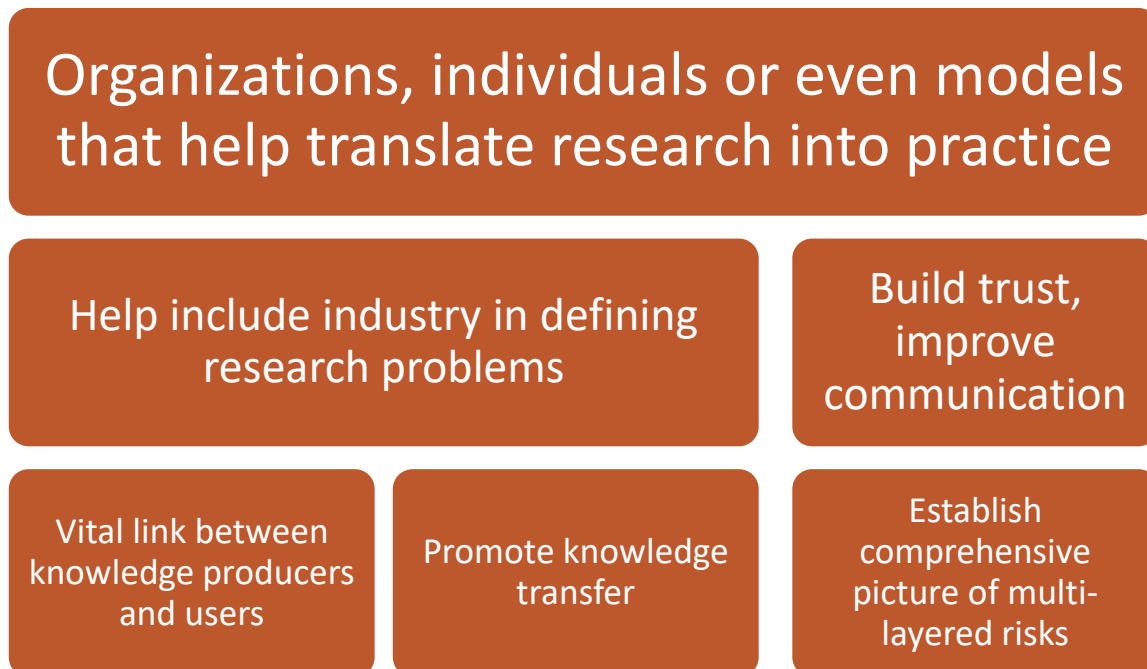 Organizations, individuals or even models
that help translate research into practice
Help include industry in defining
research problems
Build trust,
improve
communication
Vital link between
knowledge producers
and users
Promote knowledge
transfer
Establish
comprehensive
picture of multi-
layered risks